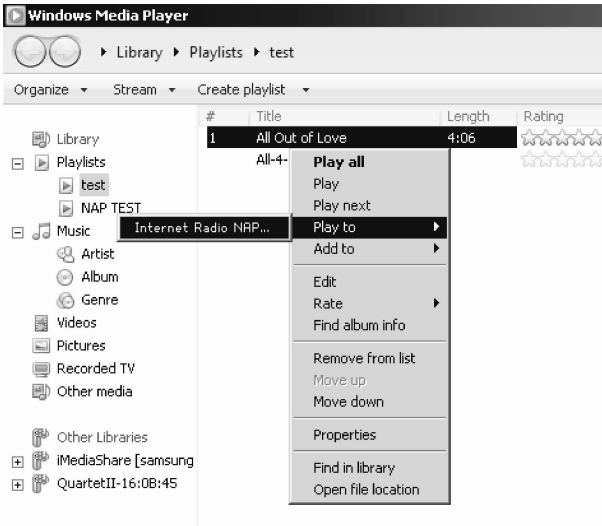 Windows Media Player
Library Playlists test
Organize Stream Create playlist
# Title Length Rating
1 All Out of Love 4:06
All-4-
Library
Playlists
test
NAP TEST
Music
Artist
Album
Genre
Videos
Pictures
Recorded TV
Other media
Other Libraries
iMediaShare [samsung
QuartetII-16:0B:45
Internet Radio NAP...
Play all
Play
Play next
Play to
Add to
Edit
Rate
Find album info
Remove from list
Move up
Move down
Properties
Find in library
Open file location